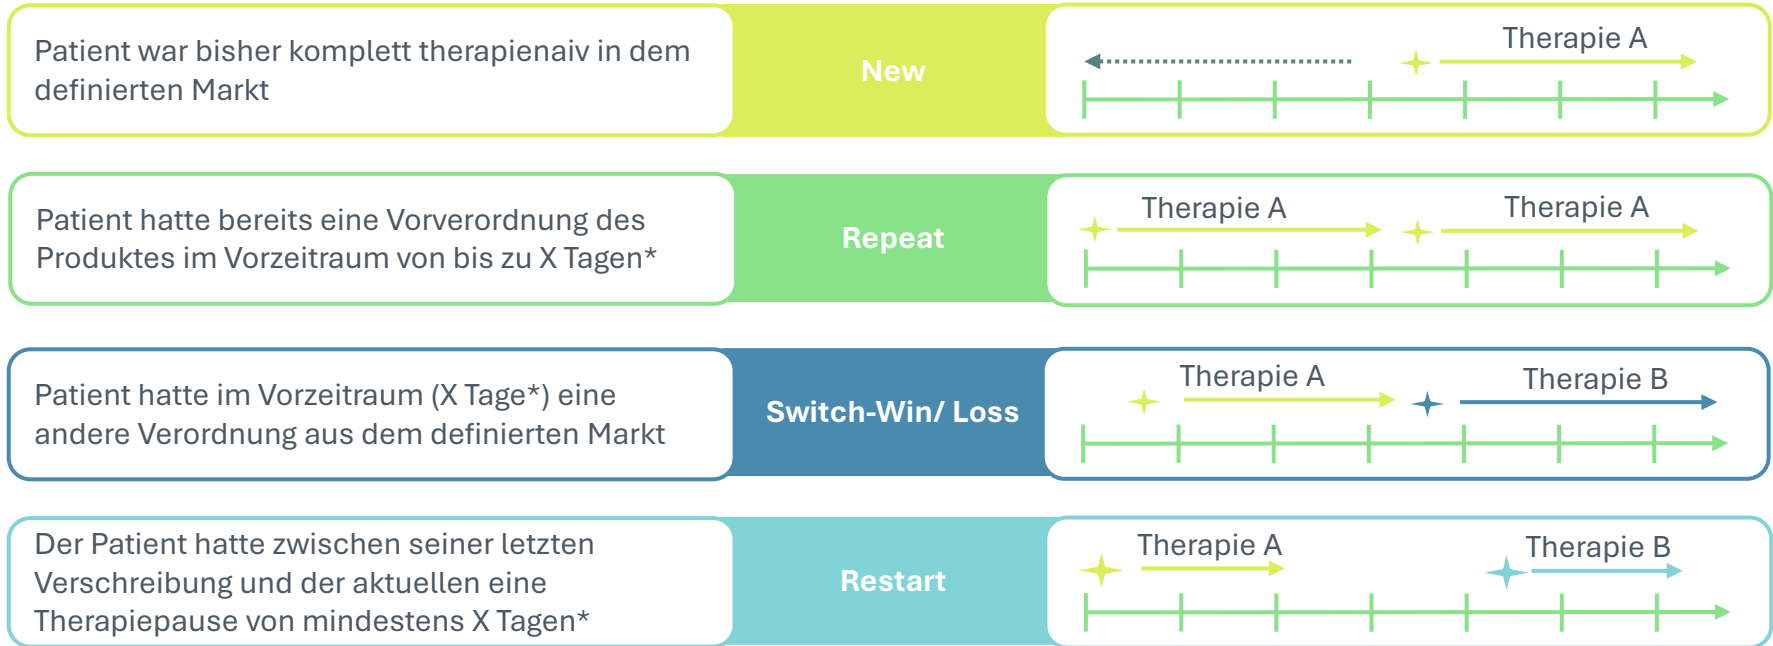 Patient war bisher komplett therapienaiv in dem
definierten Markt
New
Therapie A
Patient hatte bereits eine Vorverordnung des
Produktes im Vorzeitraum von bis zu X Tagen*
Repeat
Therapie A
Therapie A
Patient hatte im Vorzeitraum (X Tage*) eine
andere Verordnung aus dem definierten Markt
Switch-Win/ Loss
Therapie A
Therapie B
Der Patient hatte zwischen seiner letzten
Verschreibung und der aktuellen eine
Therapiepause von mindestens X Tagen*
Restart
Therapie A
Therapie B